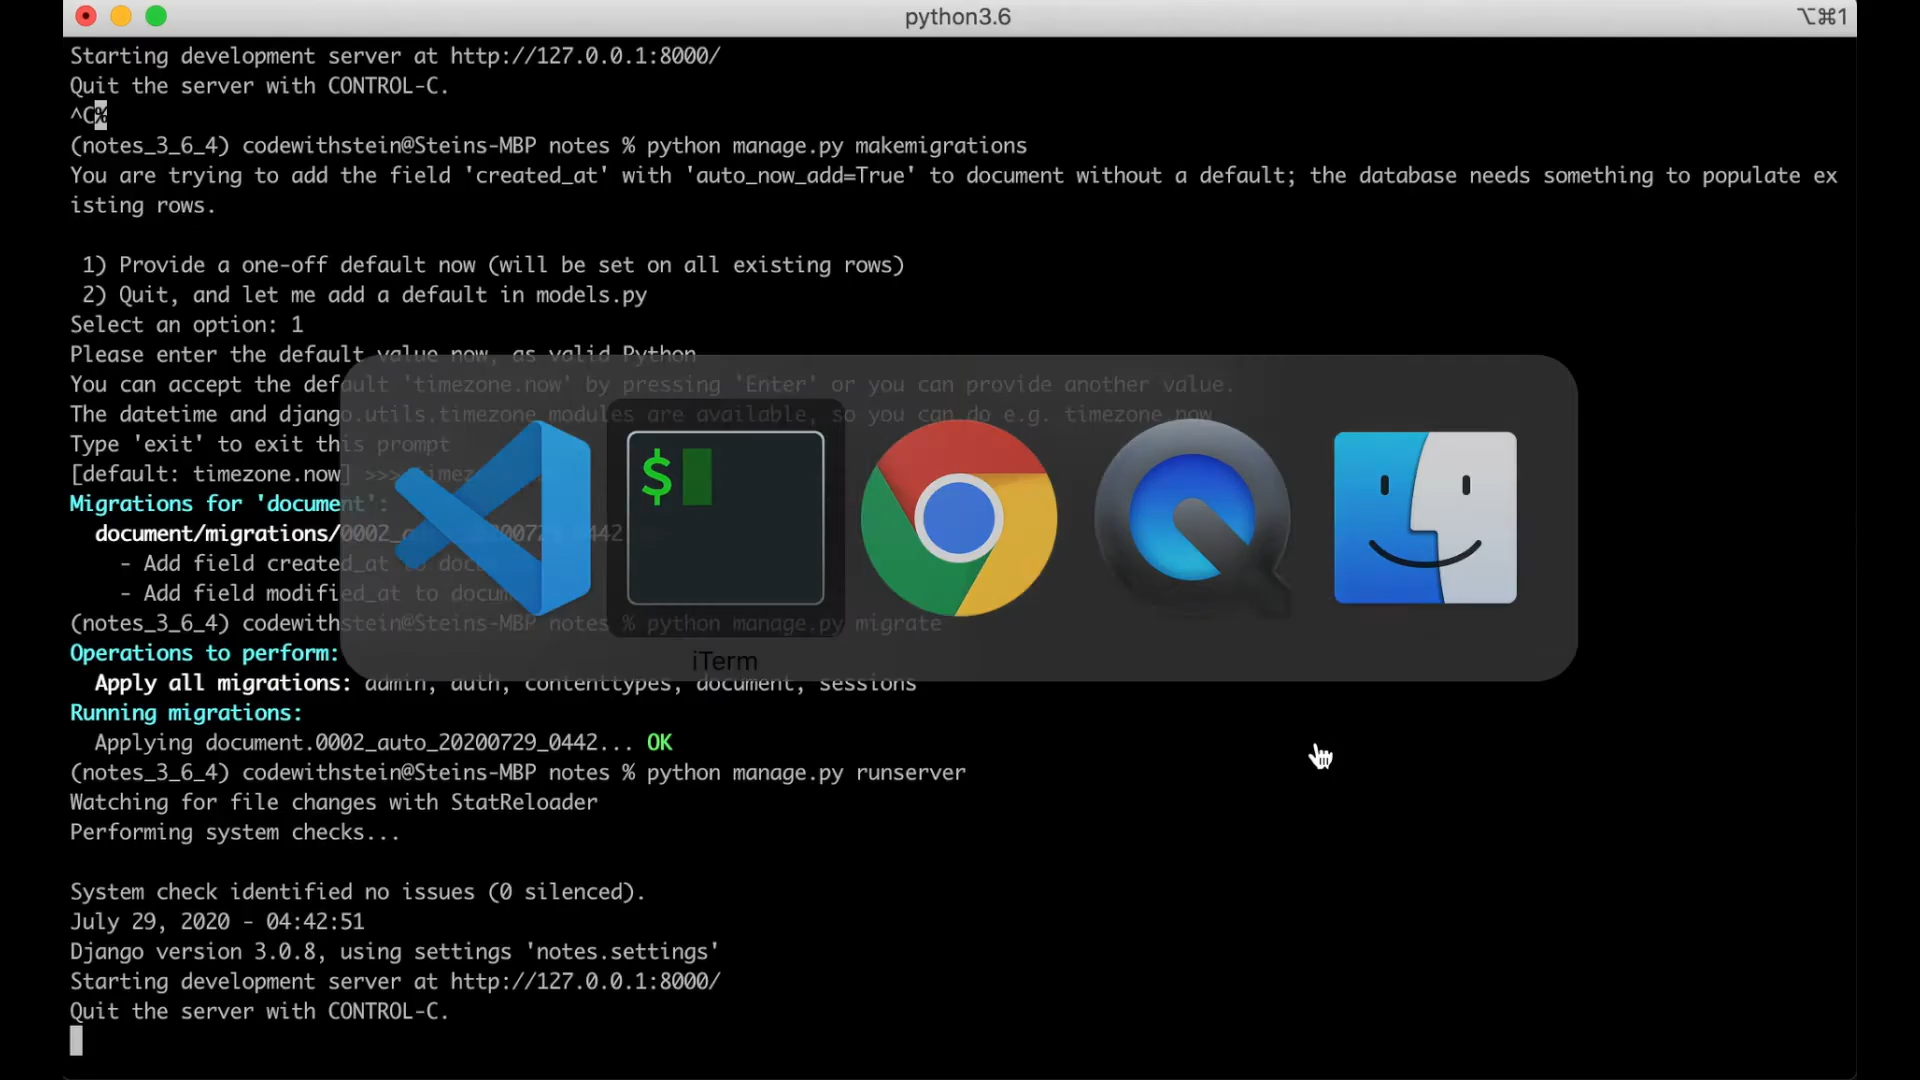 python3.6
⌥⌘1
Starting development server at http://127.0.0.1:8000/
Quit the server with CONTROL-C.
^C%
(notes_3_6_4) codewithstein@Steins-MBP notes % python manage.py makemigrations
You are trying to add the field 'created_at' with 'auto_now_add=True' to document without a default; the database needs something to populate ex
isting rows.
1) Provide a one-off default now (will be set on all existing rows)
2) Quit, and let me add a default in models.py
Select an option: 1
Please enter the default value now, as valid Python
You can accept the default 'timezone.now' by pressing 'Enter' or you can provide another value.
The datetime and django.utils.timezone modules are available, so you can do e.g. timezone.now
Type 'exit' to exit this prompt
[default: timezone.now] >>>
Migrations for 'document':
document/migrations/0002_auto_20200729_0442
- Add field created_at to document
- Add field modified_at to document
(notes_3_6_4) codewithstein@Steins-MBP notes % python manage.py migrate
Operations to perform:
Apply all migrations: admin, auth, contenttypes, document, sessions
Running migrations:
Applying document.0002_auto_20200729_0442... OK
(notes_3_6_4) codewithstein@Steins-MBP notes % python manage.py runserver
Watching for file changes with StatReloader
Performing system checks...
System check identified no issues (0 silenced).
July 29, 2020 - 04:42:51
Django version 3.0.8, using settings 'notes.settings'
Starting development server at http://127.0.0.1:8000/
Quit the server with CONTROL-C.
$
iTerm